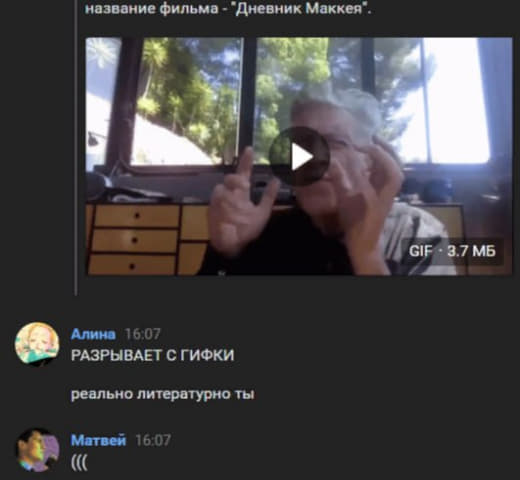 название фильма - "Дневник Маккея".
GIF · 3.7 МБ
Алина 16:07
РАЗРЫВАЕТ С ГИФКИ
реально литературно ты
Матвей 16:07
(((